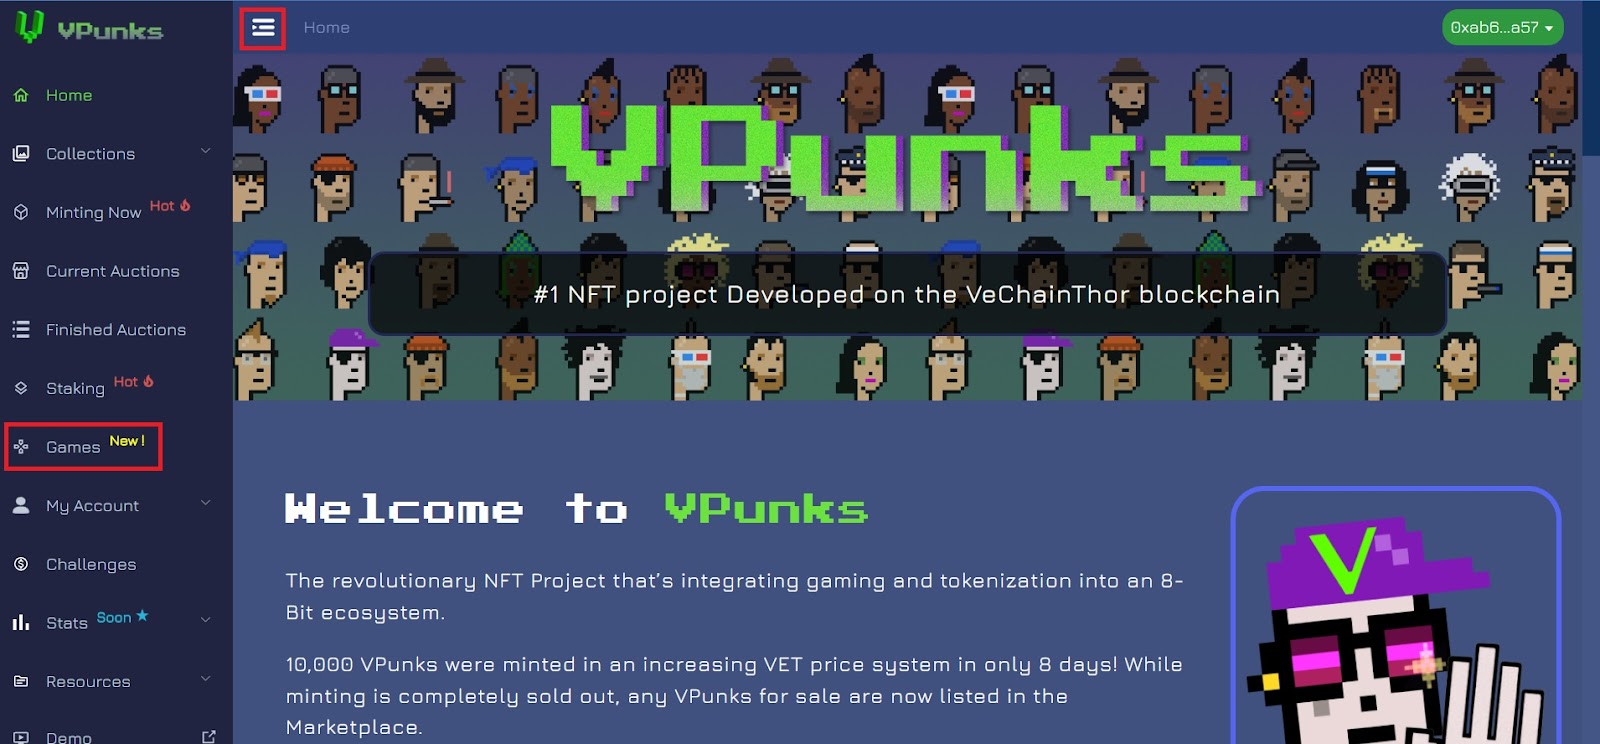 VPunks
Home
0xab6...a57
Home
Collections
Minting Now Hot
Current Auctions
Finished Auctions
Staking Hot
Games New!
My Account
Challenges
Stats Soon
Resources
Demo
VPunks
#1 NFT project Developed on the VeChainThor blockchain
Welcome to VPunks
The revolutionary NFT Project that's integrating gaming and tokenization into an 8-
Bit ecosystem.
10,000 VPunks were minted in an increasing VET price system in only 8 days! While
minting is completely sold out, any VPunks for sale are now listed in the
Marketplace.
V